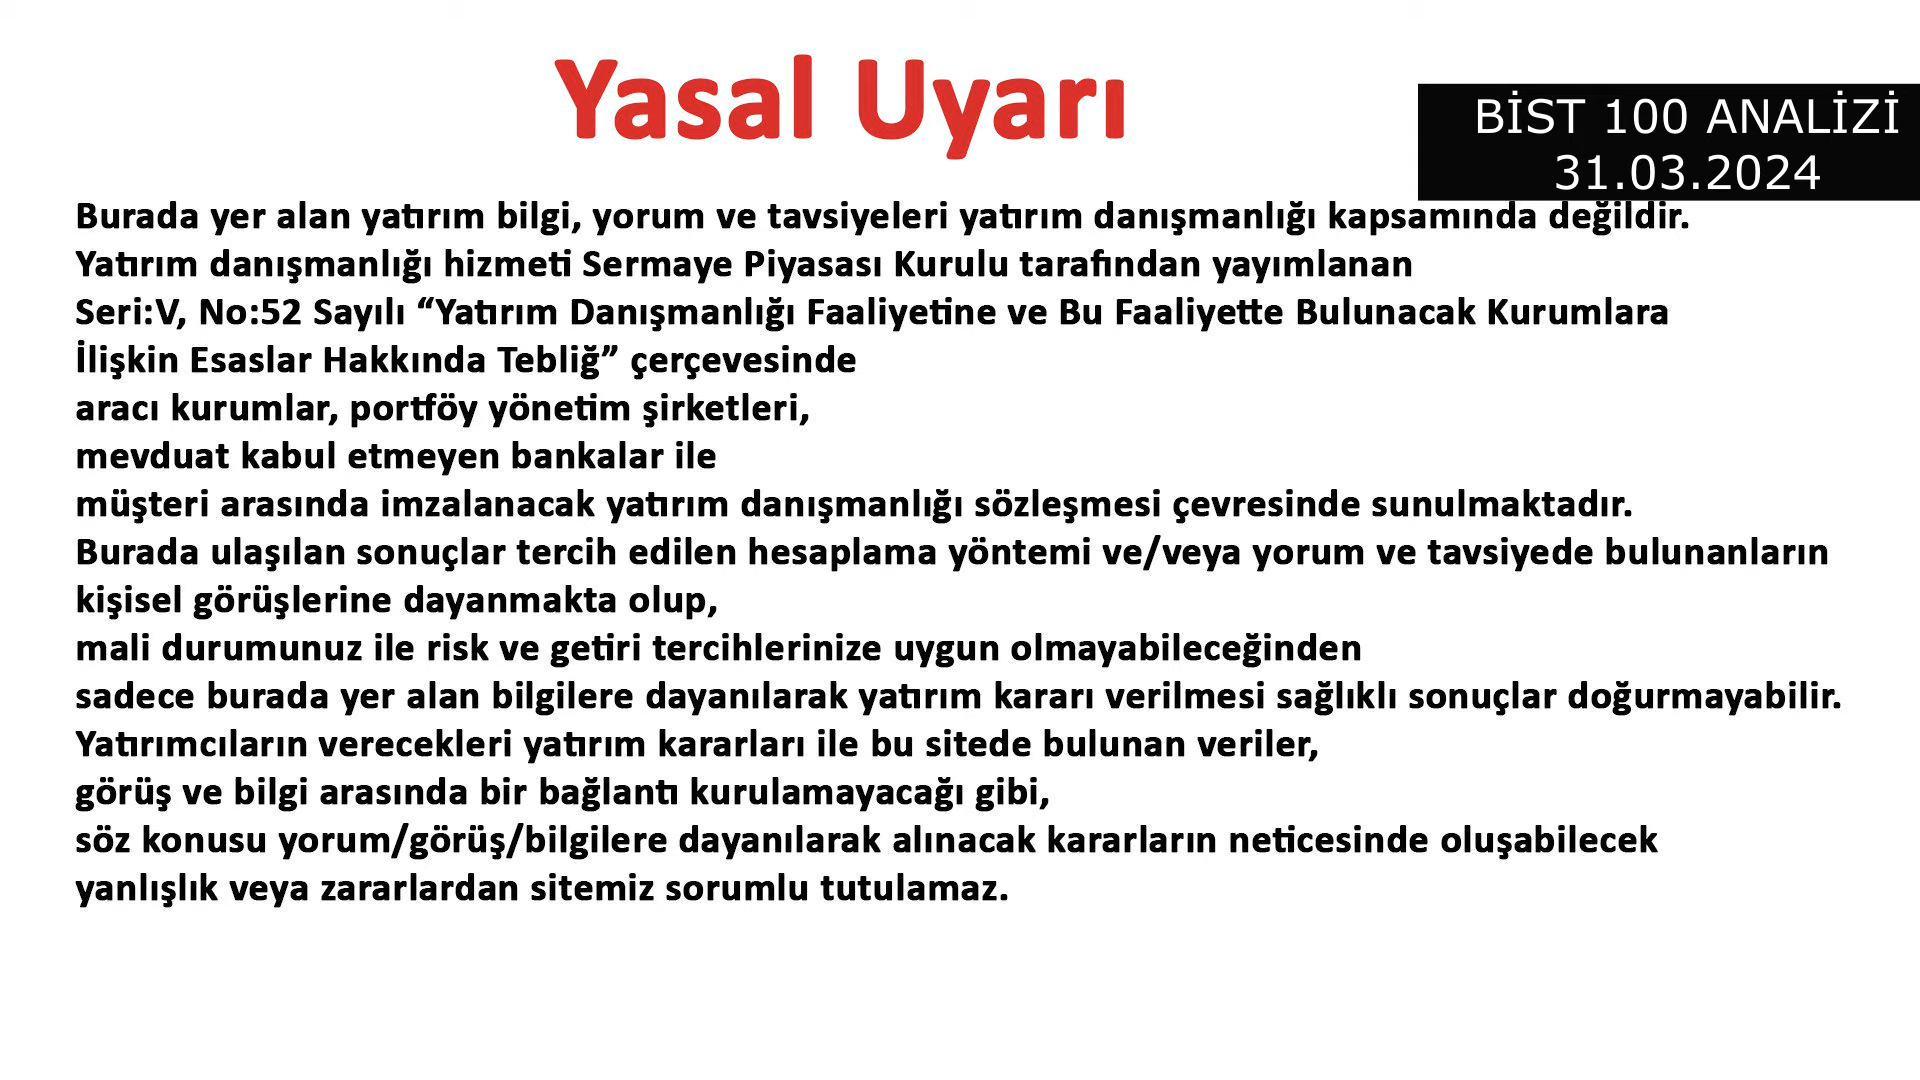 Yasal Uyarı
BİST 100 ANALİZİ
31.03.2024
Burada yer alan yatırım bilgi, yorum ve tavsiyeleri yatırım danışmanlığı kapsamında değildir.
Yatırım danışmanlığı hizmeti Sermaye Piyasası Kurulu tarafından yayımlanan
Seri:V, No:52 Sayılı “Yatırım Danışmanlığı Faaliyetine ve Bu Faaliyette Bulunacak Kurumlara
İlişkin Esaslar Hakkında Tebliğ” çerçevesinde
aracı kurumlar, portföy yönetim şirketleri,
mevduat kabul etmeyen bankalar ile
müşteri arasında imzalanacak yatırım danışmanlığı sözleşmesi çevresinde sunulmaktadır.
Burada ulaşılan sonuçlar tercih edilen hesaplama yöntemi ve/veya yorum ve tavsiyede bulunanların
kişisel görüşlerine dayanmakta olup,
mali durumunuz ile risk ve getiri tercihlerinize uygun olmayabileceğinden
sadece burada yer alan bilgilere dayanılarak yatırım kararı verilmesi sağlıklı sonuçlar doğurmayabilir.
Yatırımcıların verecekleri yatırım kararları ile bu sitede bulunan veriler,
görüş ve bilgi arasında bir bağlantı kurulamayacağı gibi,
söz konusu yorum/görüş/bilgilere dayanılarak alınacak kararların neticesinde oluşabilecek
yanlışlık veya zararlardan sitemiz sorumlu tutulamaz.